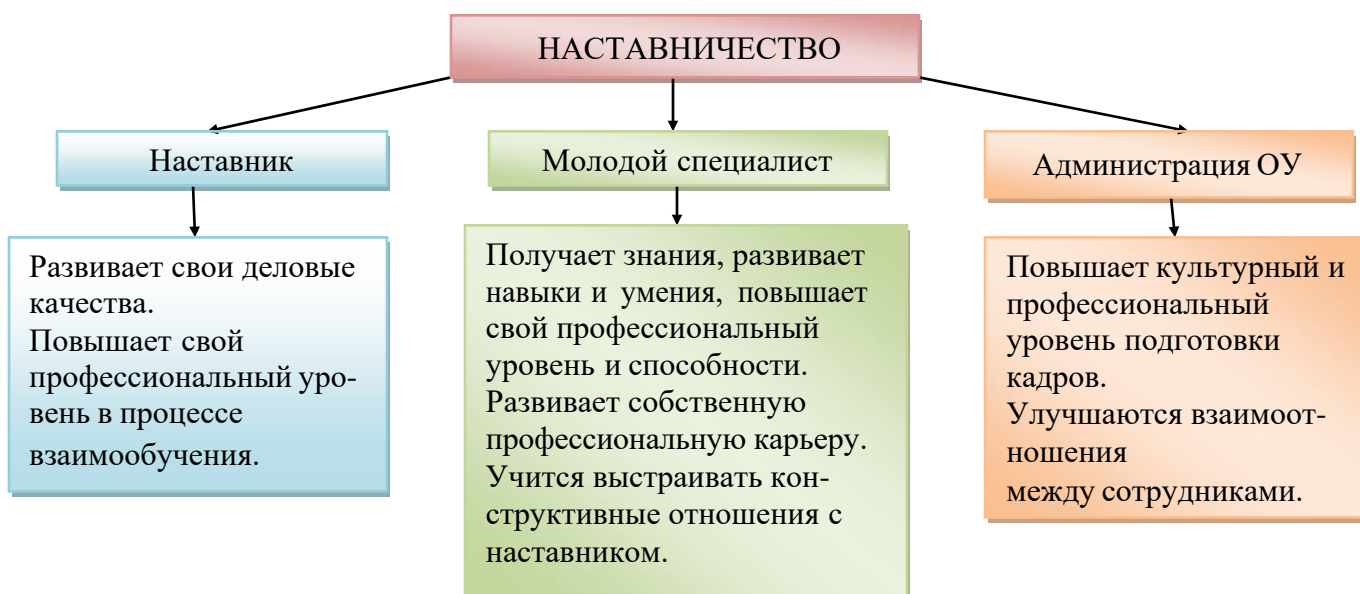 НАСТАВНИЧЕСТВО
Наставник
Молодой специалист
Администрация ОУ
Развивает свои деловые
качества.
Повышает свой
профессиональный уро-
вень в процессе
взаимообучения.
Получает знания, развивает
навыки и умения, повышает
свой профессиональный
уровень и способности.
Развивает собственную
профессиональную карьеру.
Учится выстраивать кон-
структивные отношения с
наставником.
Повышает культурный и
профессиональный
уровень подготовки
кадров.
Улучшаются взаимоот-
ношения
между сотрудниками.